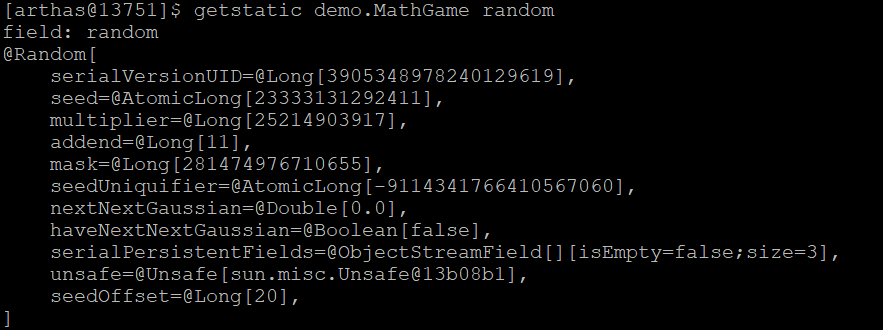 [arthas@13751]$ getstatic demo.MathGame random
field: random
@Random[
    serialVersionUID=@Long[3905348978240129619],
    seed=@AtomicLong[23333131292411],
    multiplier=@Long[25214903917],
    addend=@Long[11],
    mask=@Long[281474976710655],
    seedUniquifier=@AtomicLong[-9114341766410567060],
    nextNextGaussian=@Double[0.0],
    haveNextNextGaussian=@Boolean[false],
    serialPersistentFields=@ObjectStreamField[][isEmpty=false;size=3],
    unsafe=@Unsafe[sun.misc.Unsafe@13b08b1],
    seedOffset=@Long[20],
]